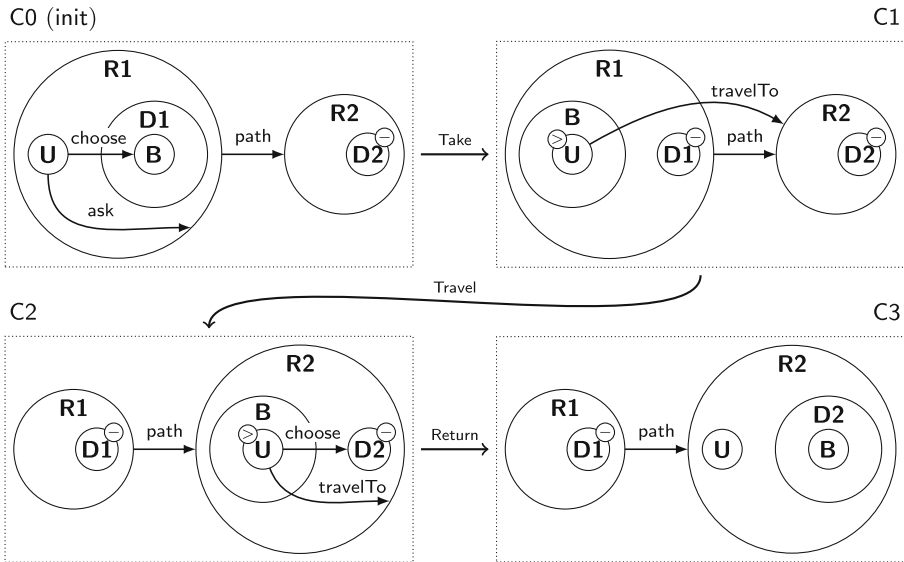 C0 (init)
C1
R1
D1
U
choose
B
ask
path
R2
D2
−
Take
R1
B
>
U
D1
−
travelTo
path
R2
D2
−
Travel
C2
C3
R1
D1
−
path
R2
B
>
U
choose
D2
−
travelTo
Return
R1
D1
−
path
R2
U
D2
B